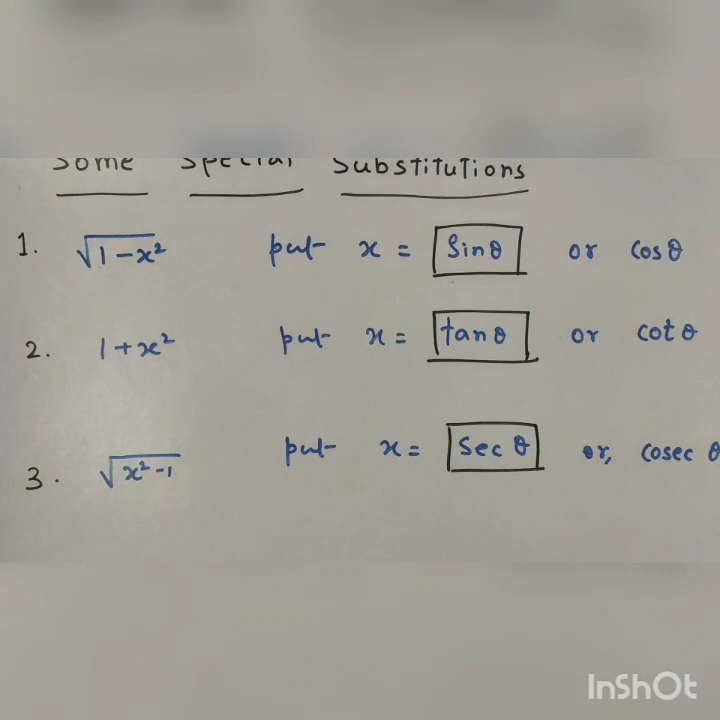 Some Special Substitutions
1. √1-x² put x = Sinθ or cosθ
2. 1+x² put x = tanθ or cotθ
3. √x²-1 put x = Sec θ or, cosec θ
InShOt